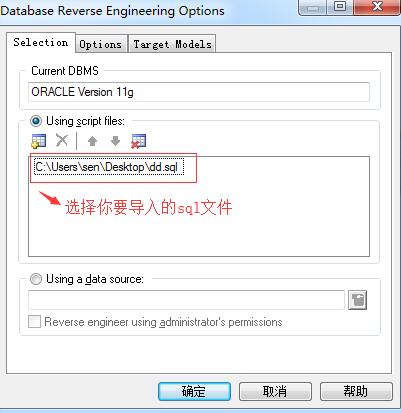 Database Reverse Engineering Options
Selection Options Target Models
Current DBMS
ORACLE Version 11g
Using script files:
C:\Users\sen\Desktop\dd.sql
选择你要导入的sql文件
Using a data source:
Reverse engineer using administrator's permissions
确定 取消 帮助